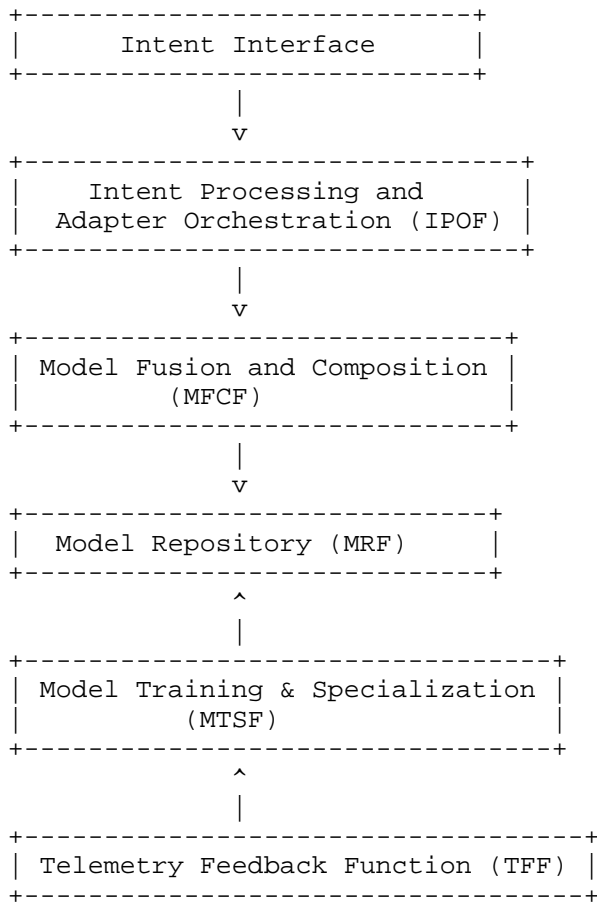 Intent Interface
Intent Processing and
Adapter Orchestration (IPOF)
Model Fusion and Composition
(MFCF)
Model Repository (MRF)
Model Training & Specialization
(MTSF)
Telemetry Feedback Function (TFF)